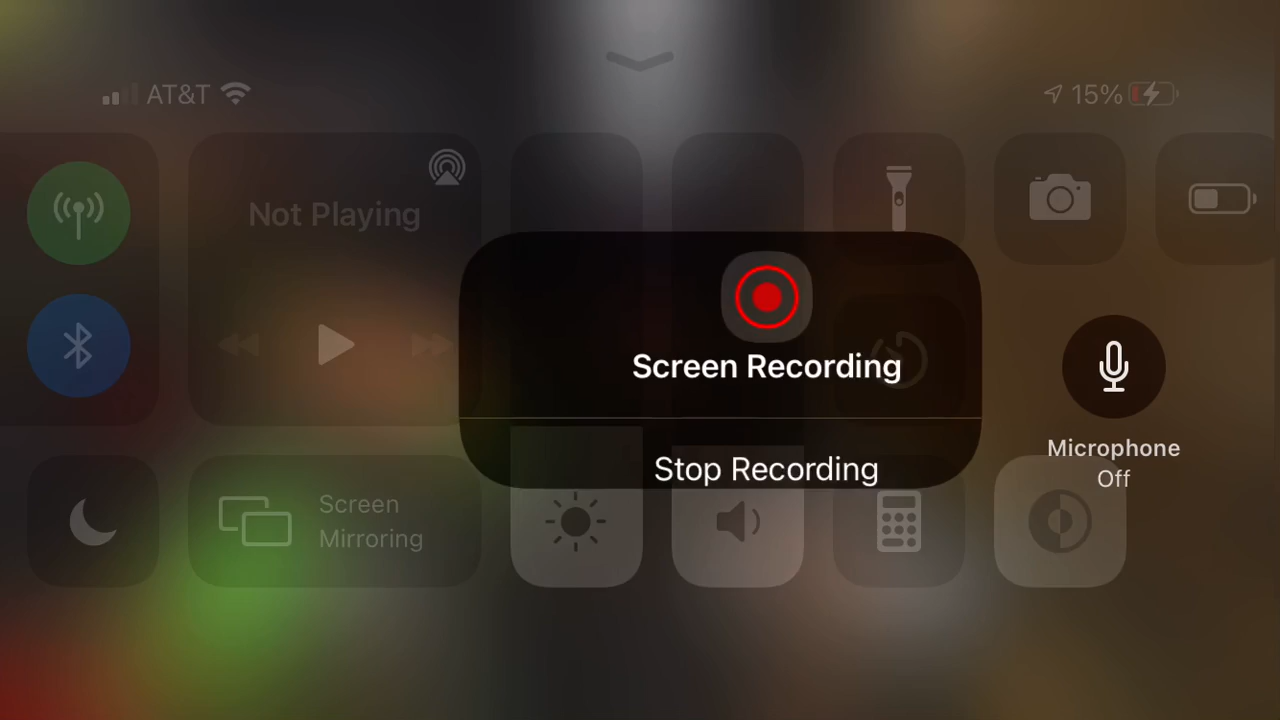 AT&T
15%
Not Playing
Screen Recording
Stop Recording
Microphone
Off
Screen
Mirroring